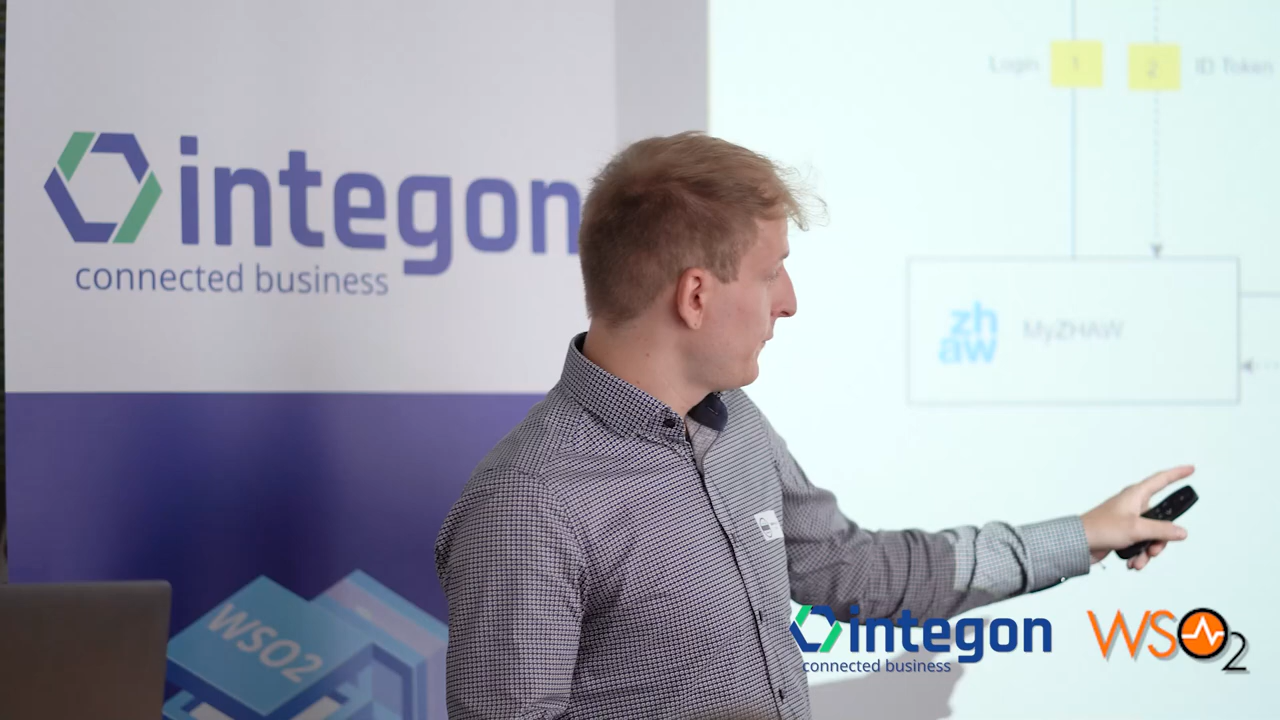 Login
1
2
ID Token
integon
connected business
zh
aw
MyZHAW
WSO2
integon
connected business
WSO2